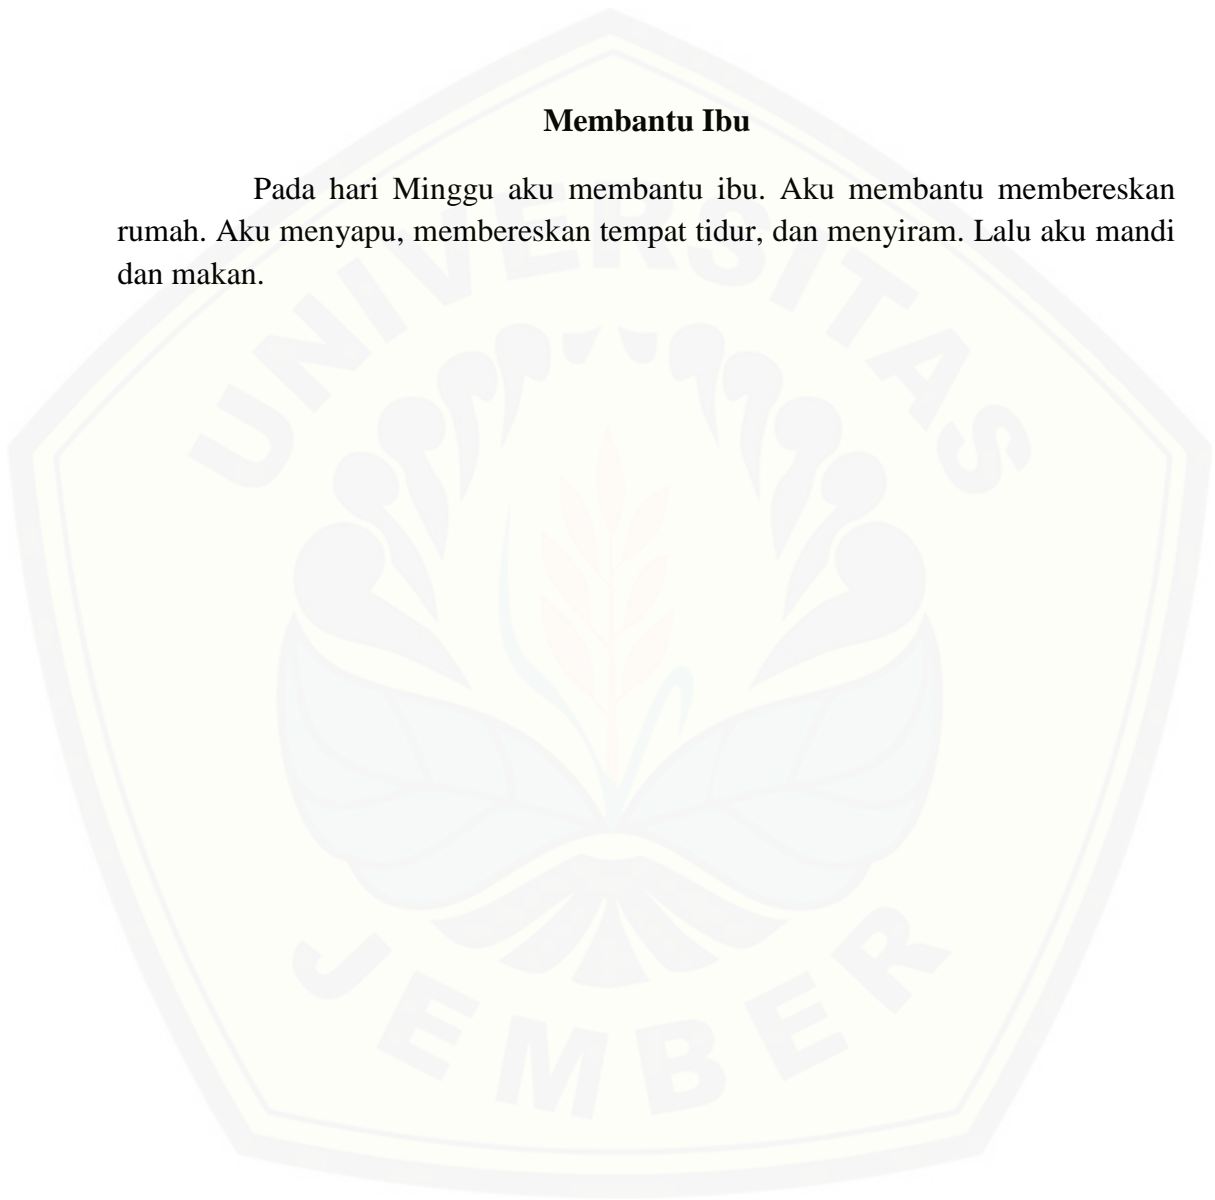 Membantu Ibu
Pada hari Minggu aku membantu ibu. Aku membantu membereskan
rumah. Aku menyapu, membereskan tempat tidur, dan menyiram. Lalu aku mandi
dan makan.
UNIVERSITAS
JEMBER